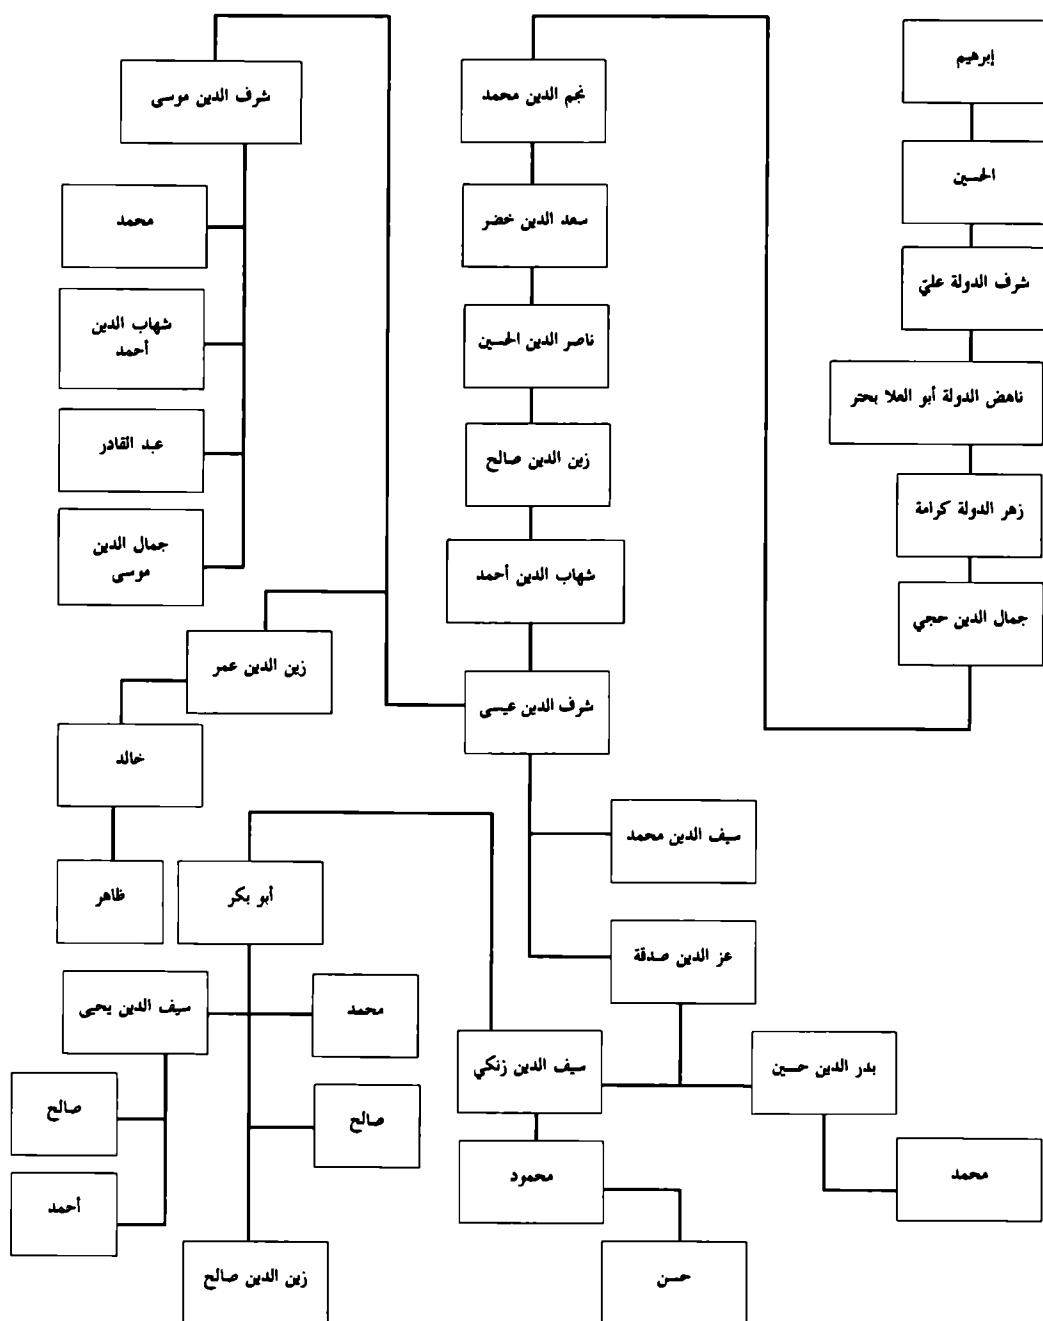 إبرهيم
الحسين
شرف الدولة عليّ
ناهض الدولة أبو العلا بحتر
زهر الدولة كرامة
جمال الدين حجي
نجم الدين محمد
سعد الدين خضر
ناصر الدين الحسين
زين الدين صالح
شهاب الدين أحمد
شرف الدين عيسى
شرف الدين موسى
محمد
شهاب الدين
أحمد
عبد القادر
جمال الدين
موسى
زين الدين عمر
خالد
ظاهر
سيف الدين محمد
عز الدين صدقة
بدر الدين حسين
محمد
سيف الدين زنكي
محمود
حسن
أبو بكر
محمد
سيف الدين يحيى
صالح
صالح
أحمد
زين الدين صالح